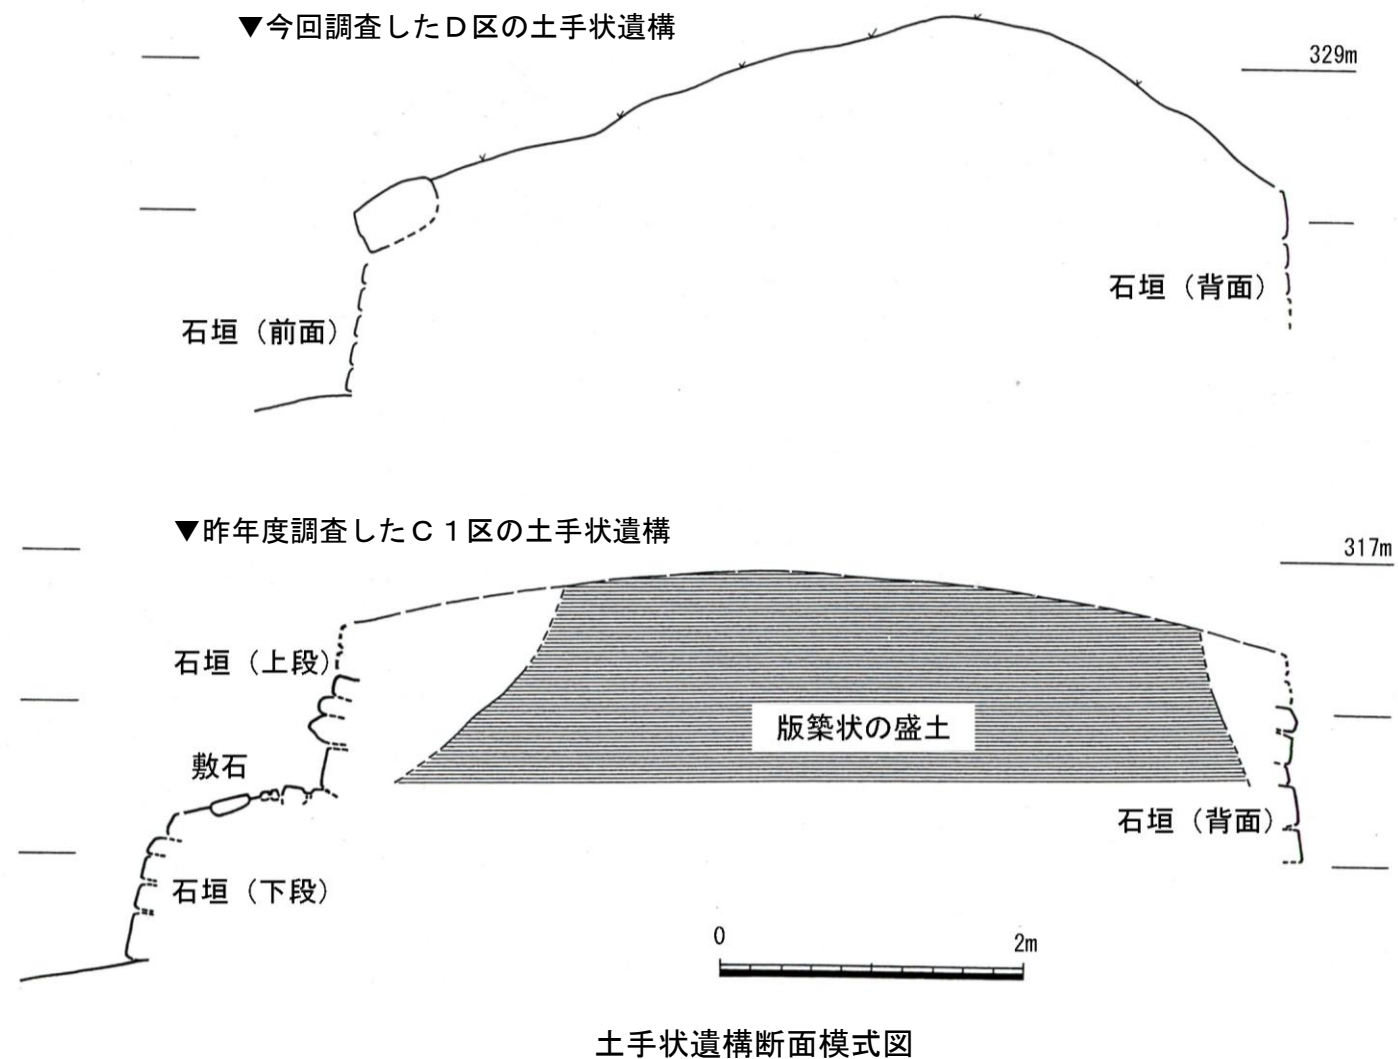 ▼今回調査したD区の土手状遺構
329m
石垣（背面）
石垣（前面）
▼昨年度調査したC1区の土手状遺構
317m
石垣（上段）
版築状の盛土
敷石
石垣（背面）
石垣（下段）
0
2m
土手状遺構断面模式図